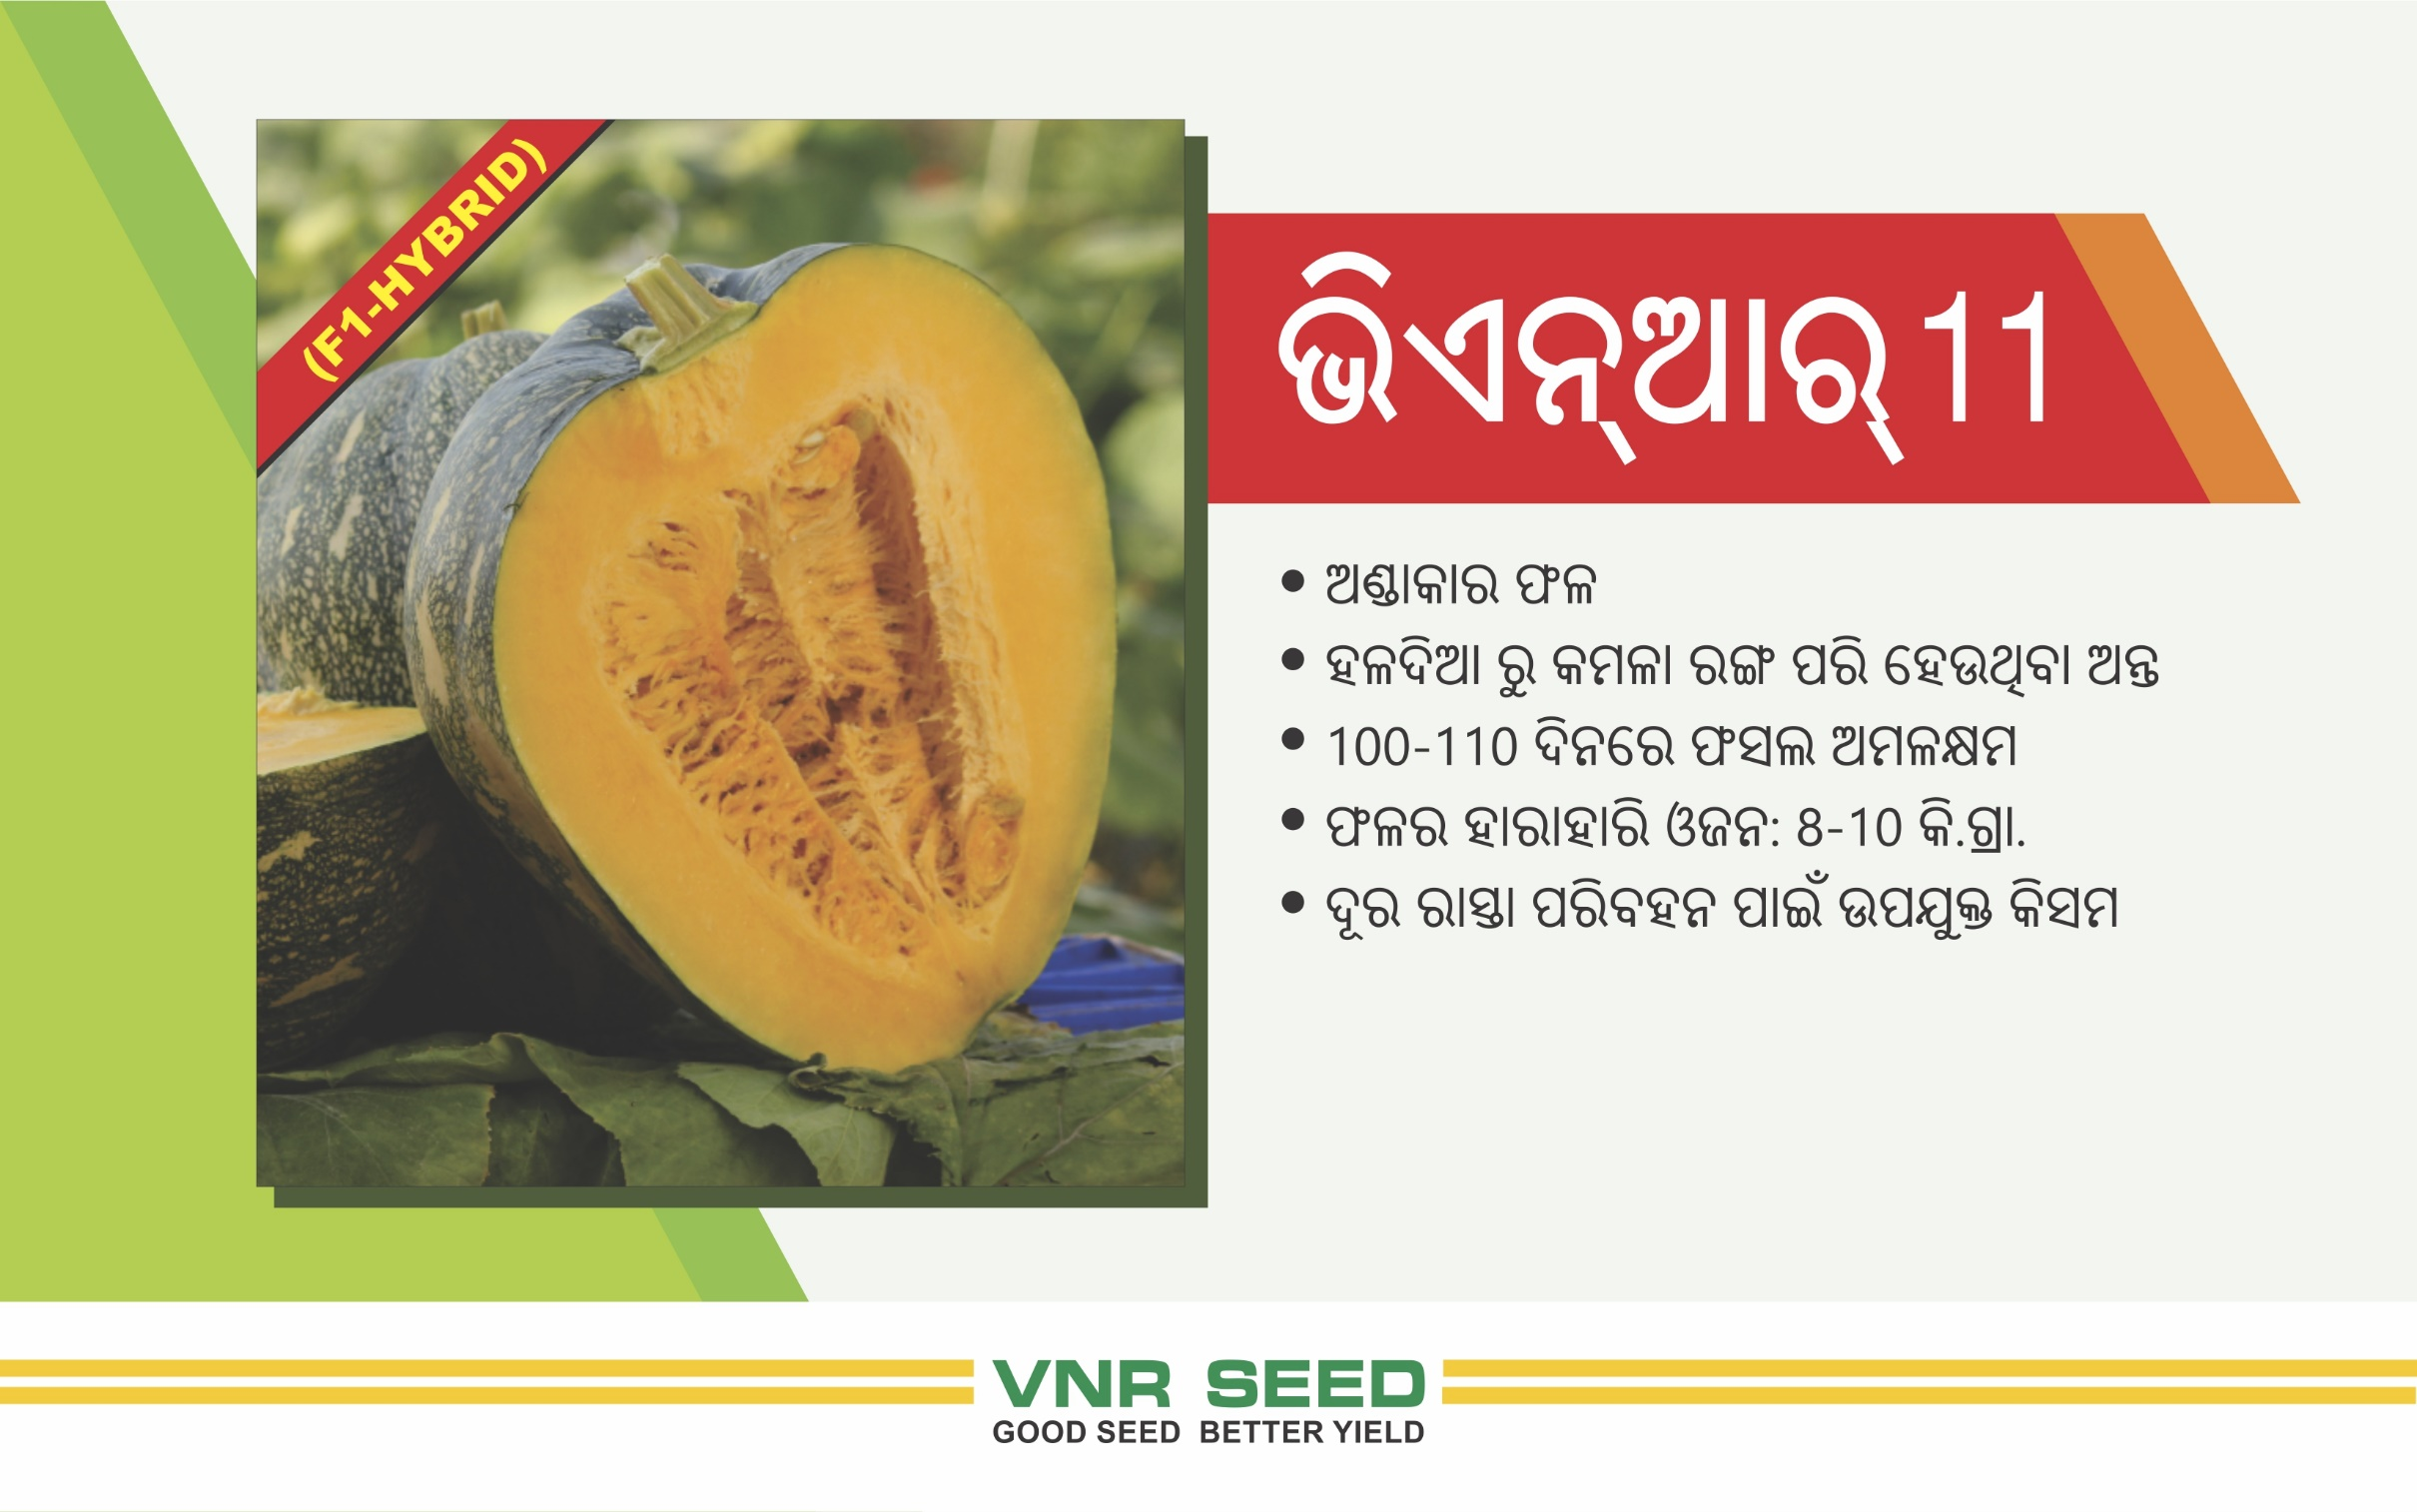 (F1-HYBRID))
ଭିଏନ୍ଆର୍ 11
• ଅଣ୍ଡାକାର ଫଳ
• ହଳଦିଆ ରୁ କମଳା ରଙ୍ଗ ପରି ହେଉଥିବା ଅନ୍ତ
• 100-110 ଦିନରେ ଫସଲ ଅମଳକ୍ଷମ
• ଫଳର ହାରାହାରି ଓଜନ: 8-10 କି.ଗ୍ରା.
• ଦୂର ରାସ୍ତା ପରିବହନ ପାଇଁ ଉପଯୁକ୍ତ କିସମ
VNR SEED
GOOD SEED BETTER YIELD